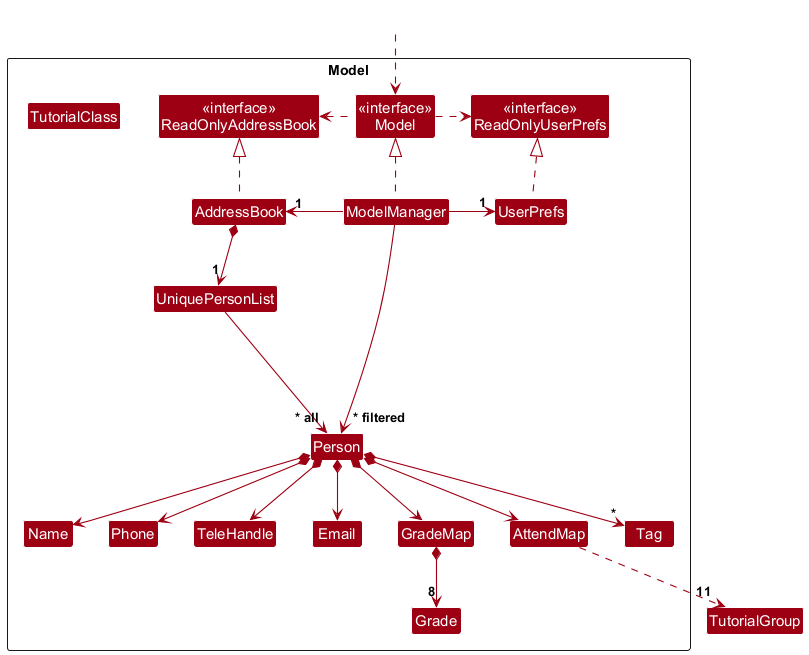 Model
TutorialClass
«interface»
ReadOnlyAddressBook
«interface»
Model
«interface»
ReadOnlyUserPrefs
AddressBook
1
ModelManager
1
UserPrefs
1
UniquePersonList
* all
* filtered
Person
*
Name
Phone
TeleHandle
Email
GradeMap
AttendMap
Tag
8
11
Grade
TutorialGroup